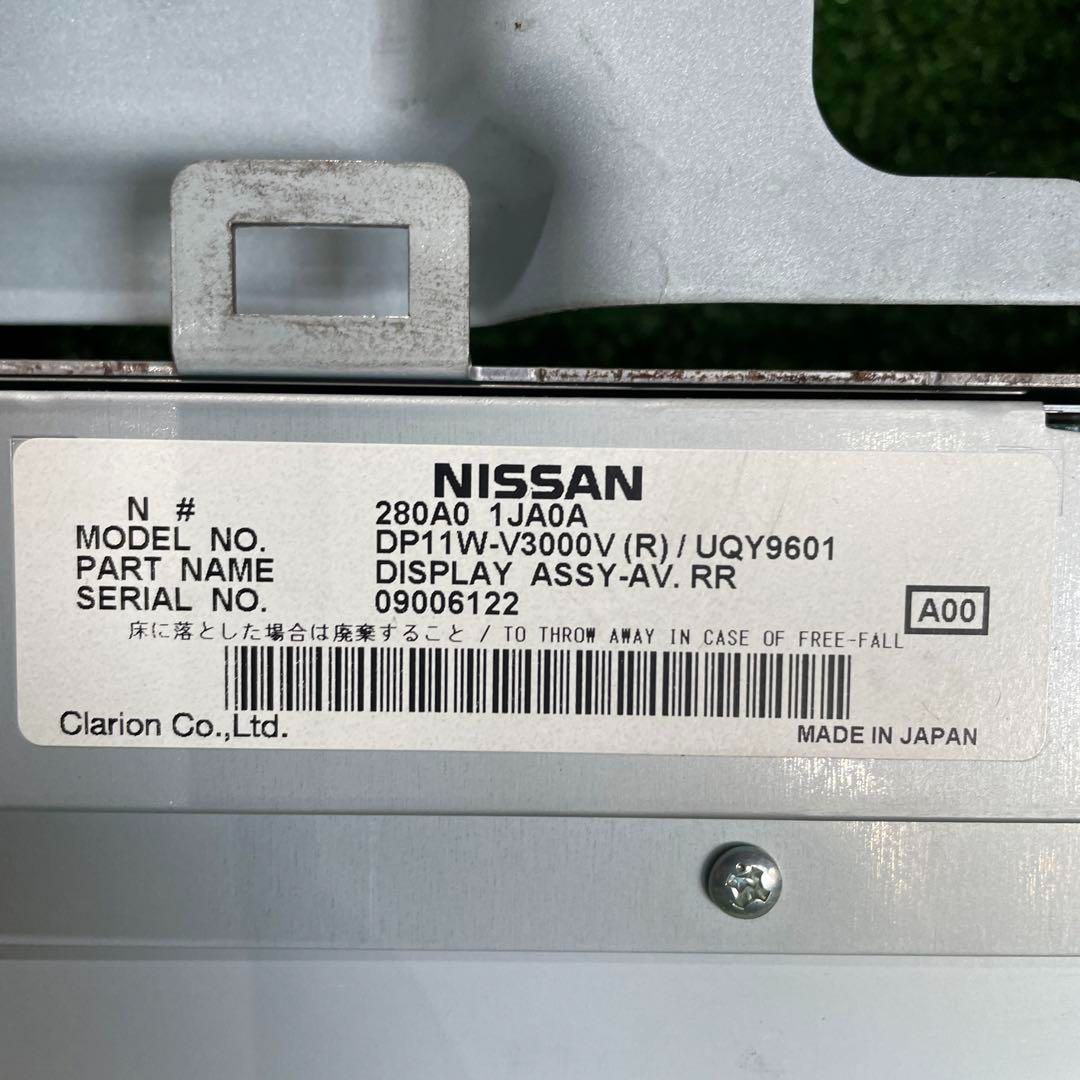 NISSAN
N # 280A0 1JA0A
MODEL NO. DP11W-V3000V (R) / UQY9601
PART NAME DISPLAY ASSY-AV. RR
SERIAL NO. 09006122
A00
床に落とした場合は廃棄すること / TO THROW AWAY IN CASE OF FREE-FALL
Clarion Co.,Ltd.
MADE IN JAPAN